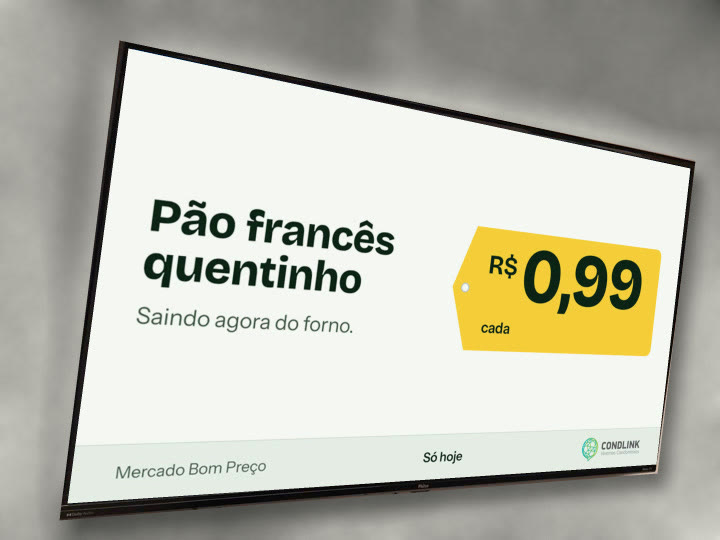 Pão francês
quentinho
Saindo agora do forno.
R$ 0,99
cada
Mercado Bom Preço
Só hoje
CONDLINK